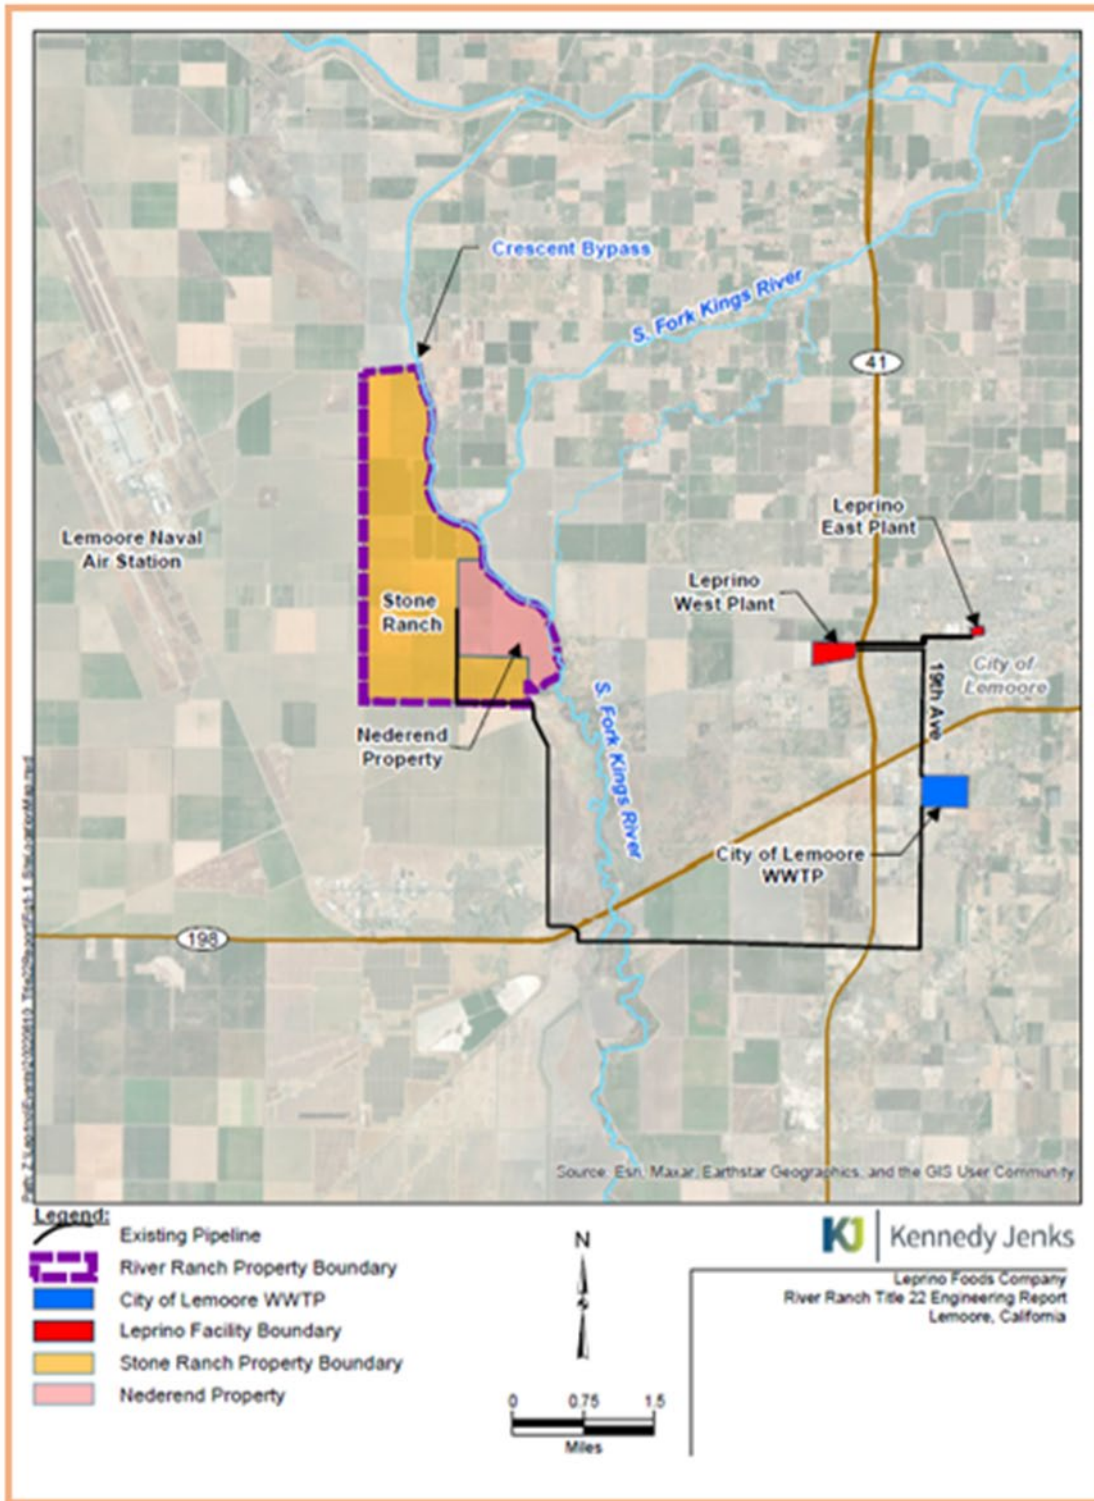 Crescent Bypass
S. Fork Kings River
41
Leprino
East Plant
Lemoore Naval
Air Station
Leprino
West Plant
Stone
Ranch
City of
Lemoore
19th Ave
S. Fork Kings River
Nederend
Property
City of Lemoore
WWTP
198
Source: Esri, Maxar, Earthstar Geographics, and the GIS User Community
Legend:
Existing Pipeline
River Ranch Property Boundary
City of Lemoore WWTP
Leprino Facility Boundary
Stone Ranch Property Boundary
Nederend Property
N
0 0.75 1.5
Miles
KJ Kennedy Jenks
Leprino Foods Company
River Ranch Title 22 Engineering Report
Lemoore, California